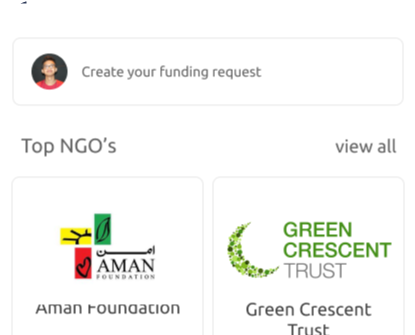 Create your funding request
Top NGO's
view all
امن
AMAN
FOUNDATION
GREEN
CRESCENT
TRUST
Aman Foundation
Green Crescent
Trust